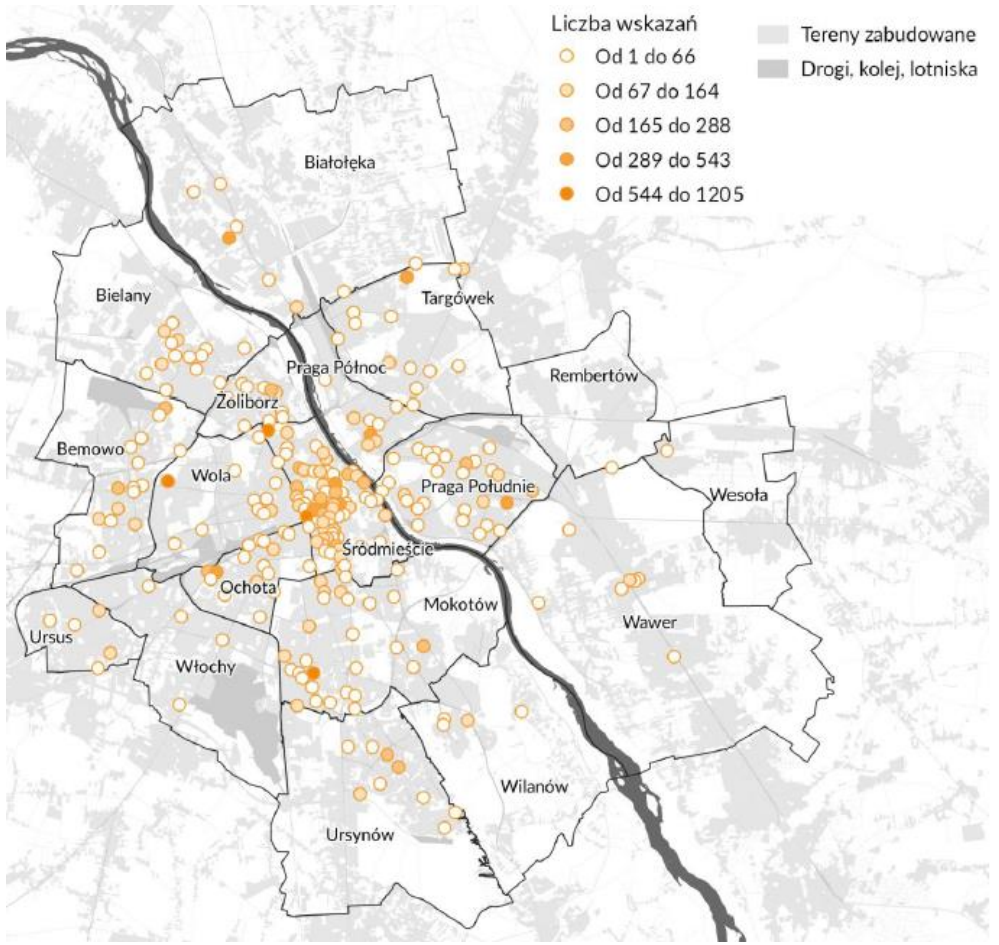 Liczba wskazań
Od 1 do 66
Od 67 do 164
Od 165 do 288
Od 289 do 543
Od 544 do 1205
Tereny zabudowane
Drogi, kolej, lotniska
Białołęka
Bielany
Targówek
Praga Północ
Rembertów
Żoliborz
Bemowo
Wola
Praga Południe
Wesoła
Śródmieście
Ochota
Mokotów
Ursus
Wawer
Włochy
Wilanów
Ursynów